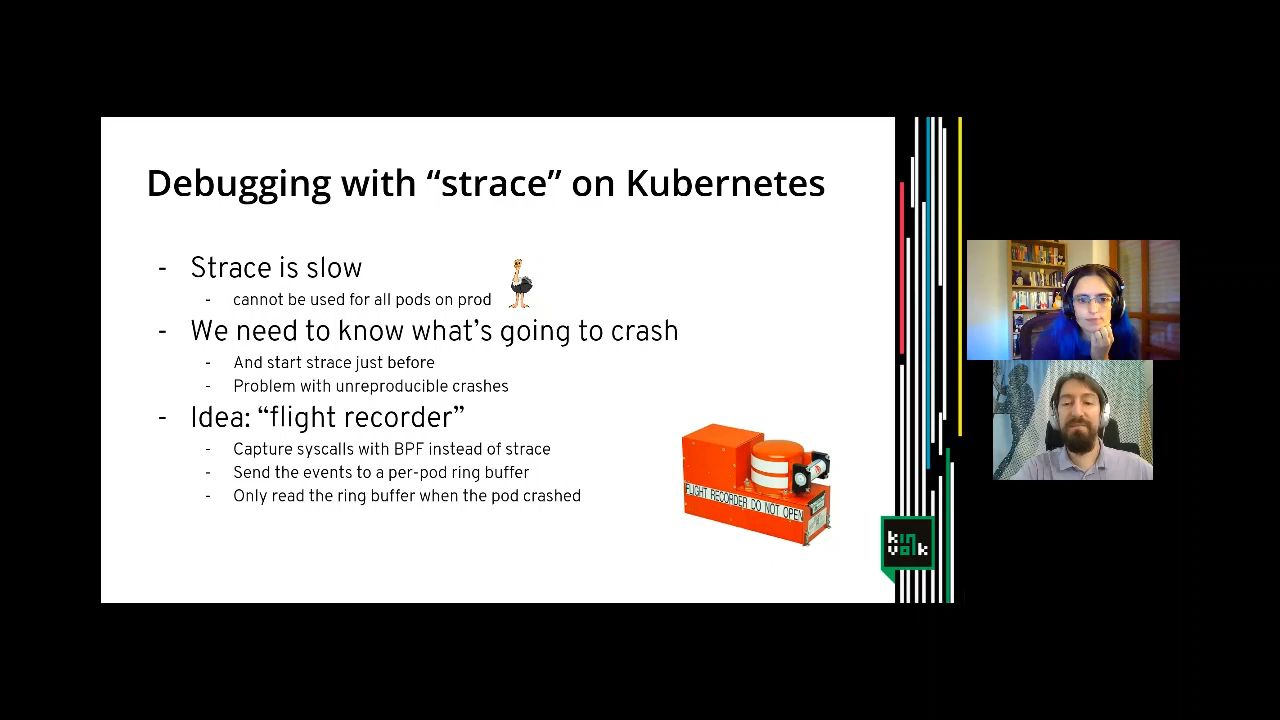 Debugging with “strace” on Kubernetes
- Strace is slow
- cannot be used for all pods on prod
- We need to know what’s going to crash
- And start strace just before
- Problem with unreproducible crashes
- Idea: “flight recorder”
- Capture syscalls with BPF instead of strace
- Send the events to a per-pod ring buffer
- Only read the ring buffer when the pod crashed
FLIGHT RECORDER DO NOT OPEN
kin
volk